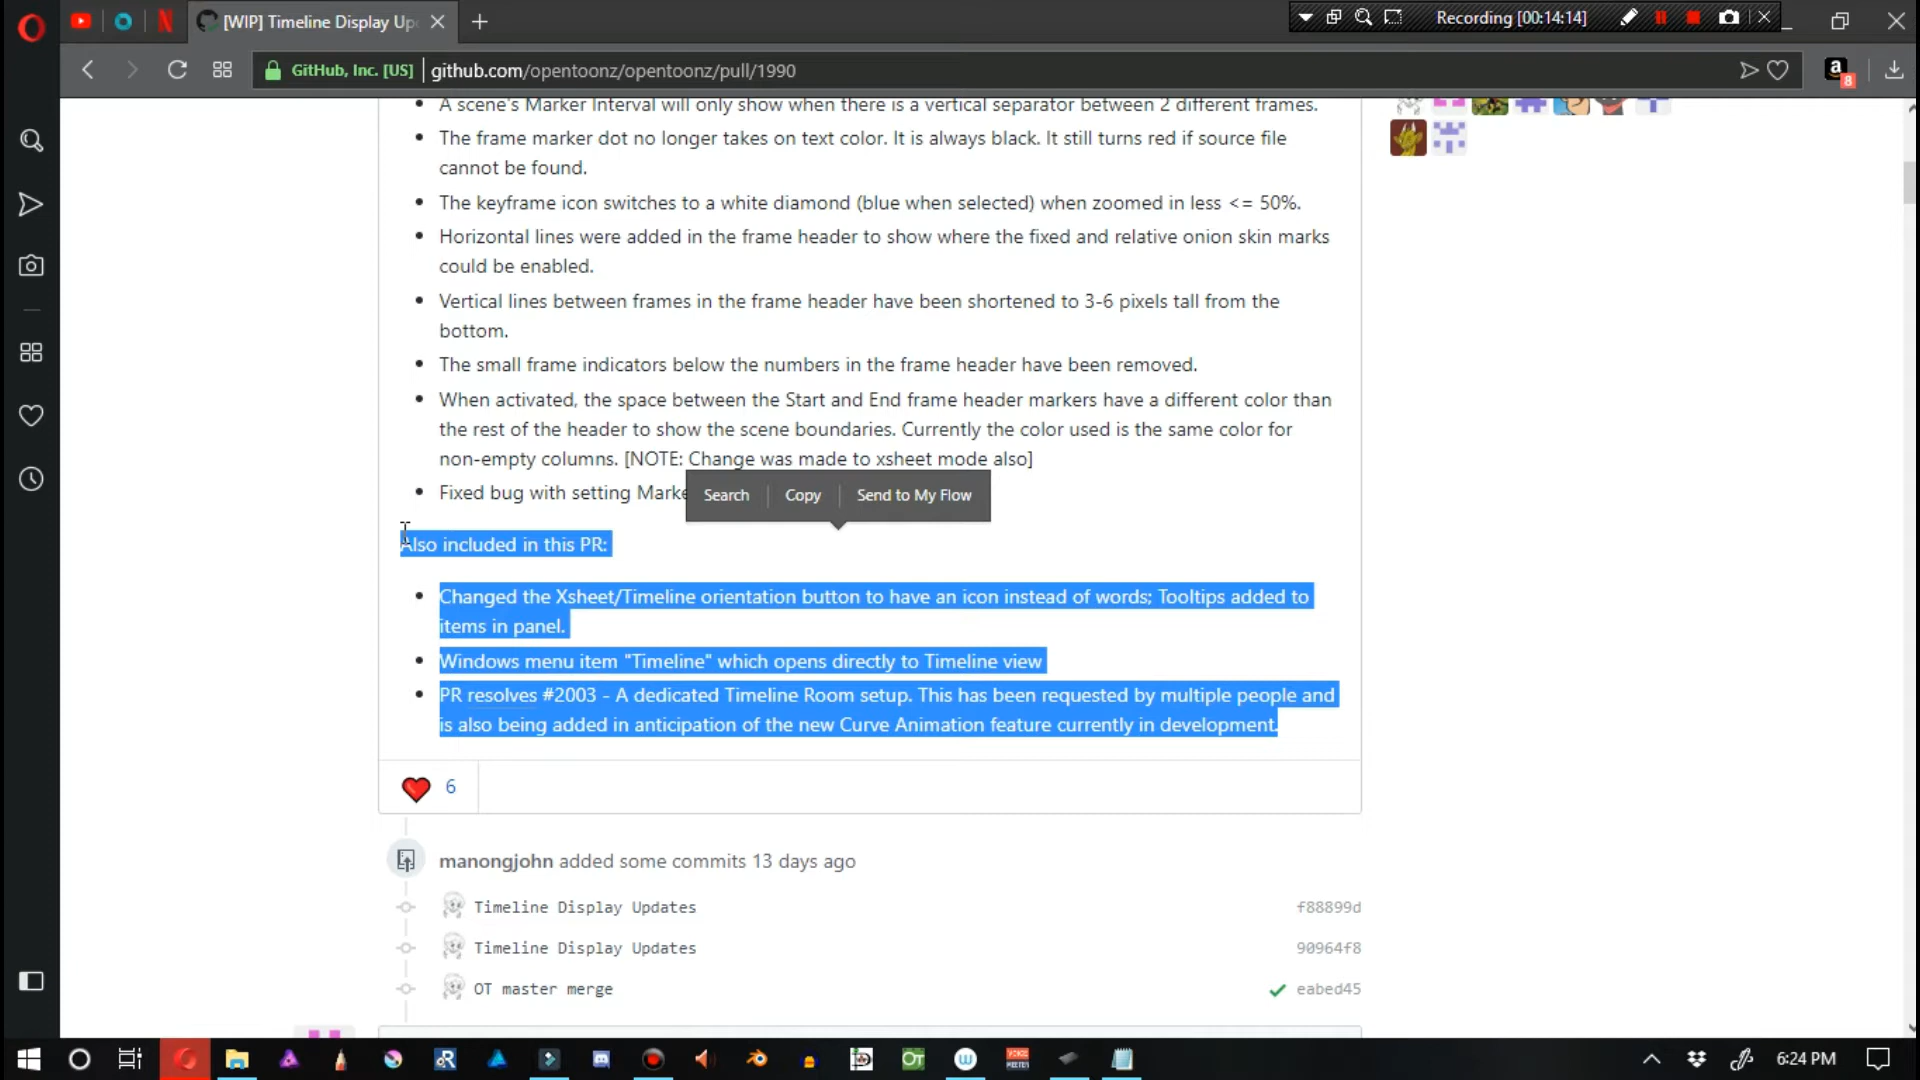 [WIP] Timeline Display Up
Recording [00:14:14]
GitHub, Inc. [US]
github.com/opentoonz/opentoonz/pull/1990
a
8
A scene's Marker Interval will only show when there is a vertical separator between 2 different frames.
The frame marker dot no longer takes on text color. It is always black. It still turns red if source file
cannot be found.
The keyframe icon switches to a white diamond (blue when selected) when zoomed in less <= 50%.
Horizontal lines were added in the frame header to show where the fixed and relative onion skin marks
could be enabled.
Vertical lines between frames in the frame header have been shortened to 3-6 pixels tall from the
bottom.
The small frame indicators below the numbers in the frame header have been removed.
When activated, the space between the Start and End frame header markers have a different color than
the rest of the header to show the scene boundaries. Currently the color used is the same color for
non-empty columns. [NOTE: Change was made to xsheet mode also]
Fixed bug with setting Marke
Search
Copy
Send to My Flow
Also included in this PR:
Changed the Xsheet/Timeline orientation button to have an icon instead of words; Tooltips added to
items in panel.
Windows menu item "Timeline" which opens directly to Timeline view
PR resolves #2003 - A dedicated Timeline Room setup. This has been requested by multiple people and
is also being added in anticipation of the new Curve Animation feature currently in development.
6
manongjohn added some commits 13 days ago
Timeline Display Updates
f88899d
Timeline Display Updates
90964f8
OT master merge
eabed45
OT
6:24 PM